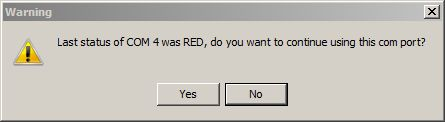 Warning
Last status of COM 4 was RED, do you want to continue using this com port?
Yes
No